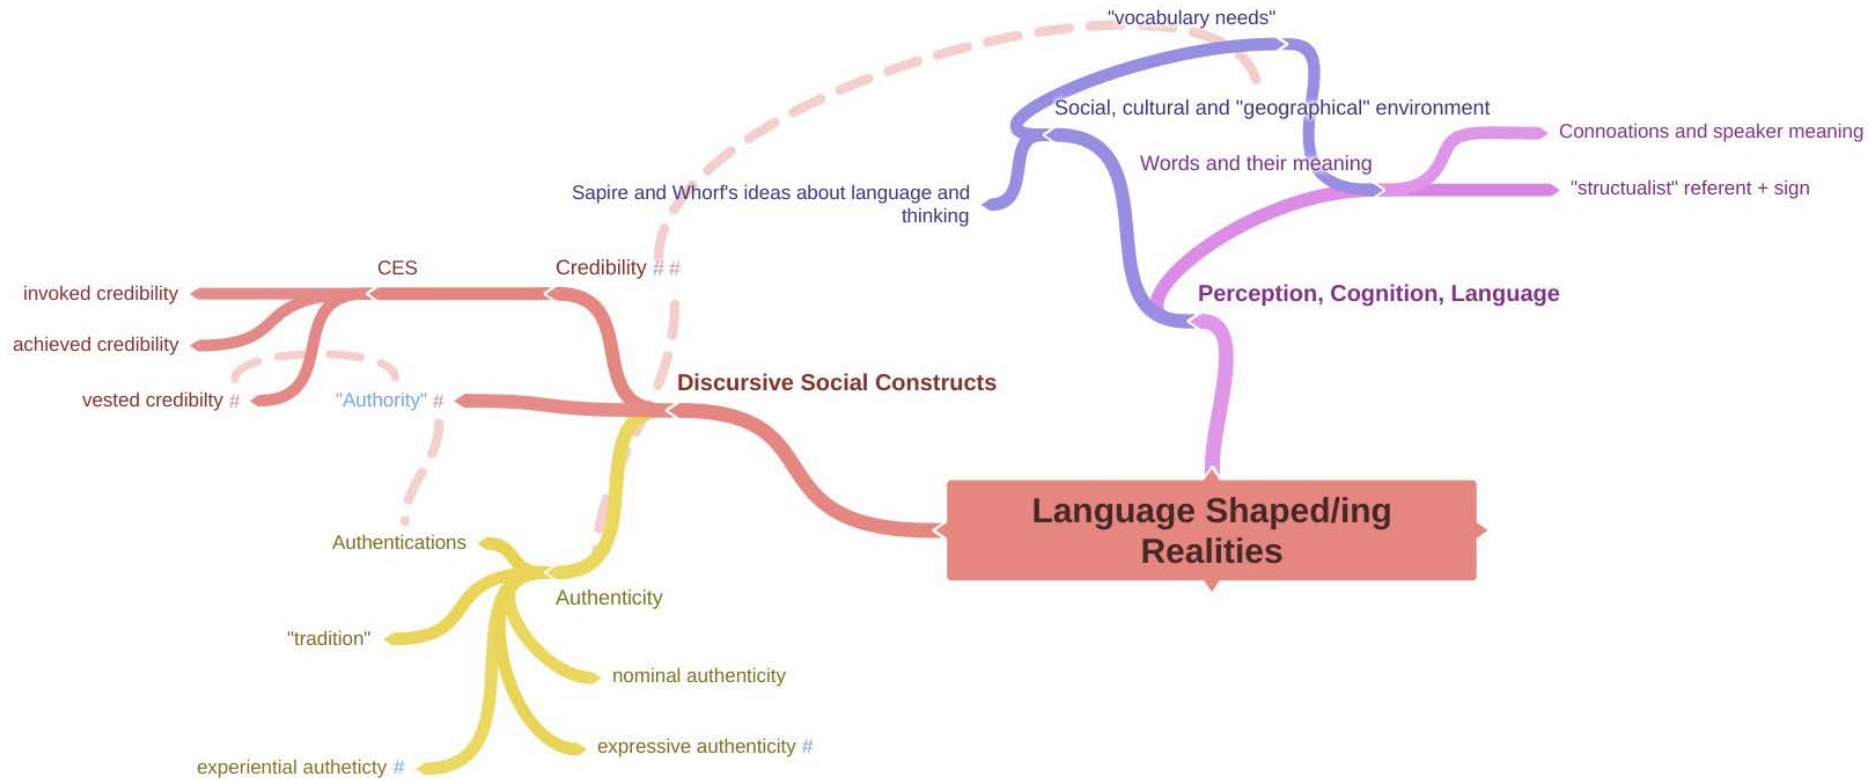 "vocabulary needs"
Social, cultural and "geographical" environment
Connoations and speaker meaning
Words and their meaning
"structualist" referent + sign
Sapire and Whorf's ideas about language and
thinking
CES
Credibility # #
invoked credibility
Perception, Cognition, Language
achieved credibility
Discursive Social Constructs
vested credibilty #
"Authority" #
Language Shaped/ing
Realities
Authentications
Authenticity
"tradition"
nominal authenticity
expressive authenticity #
experiential autheticty #